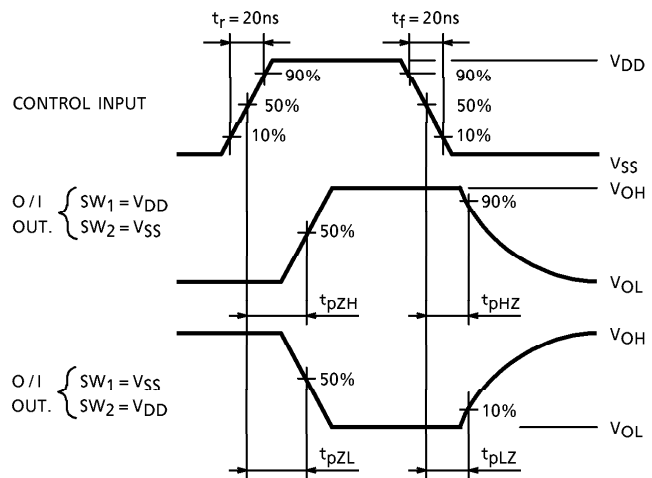 tr = 20ns
tf = 20ns
VDD
90%
90%
CONTROL INPUT
50%
50%
10%
10%
VSS
VOH
O / I
SW1 = VDD
90%
OUT.
SW2 = VSS
50%
VOL
tpZH
tpHZ
VOH
O / I
SW1 = VSS
50%
OUT.
SW2 = VDD
10%
VOL
tpZL
tpLZ